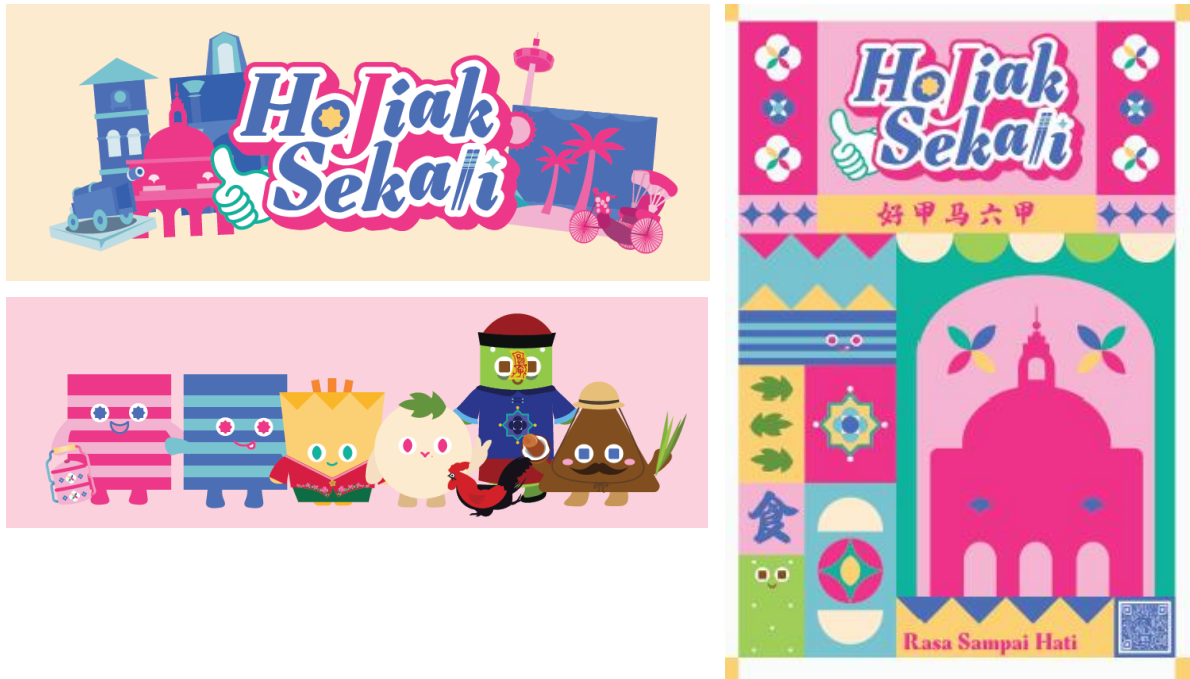 HoJiak
Sekali
HoJiak
Sekali
好甲马六甲
食
Rasa Sampai Hati